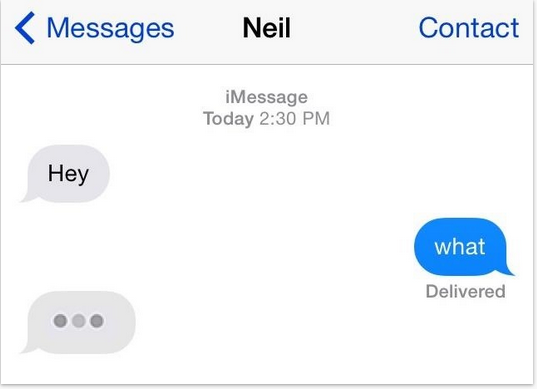 Messages Neil Contact
iMessage
Today 2:30 PM
Hey
what
Delivered